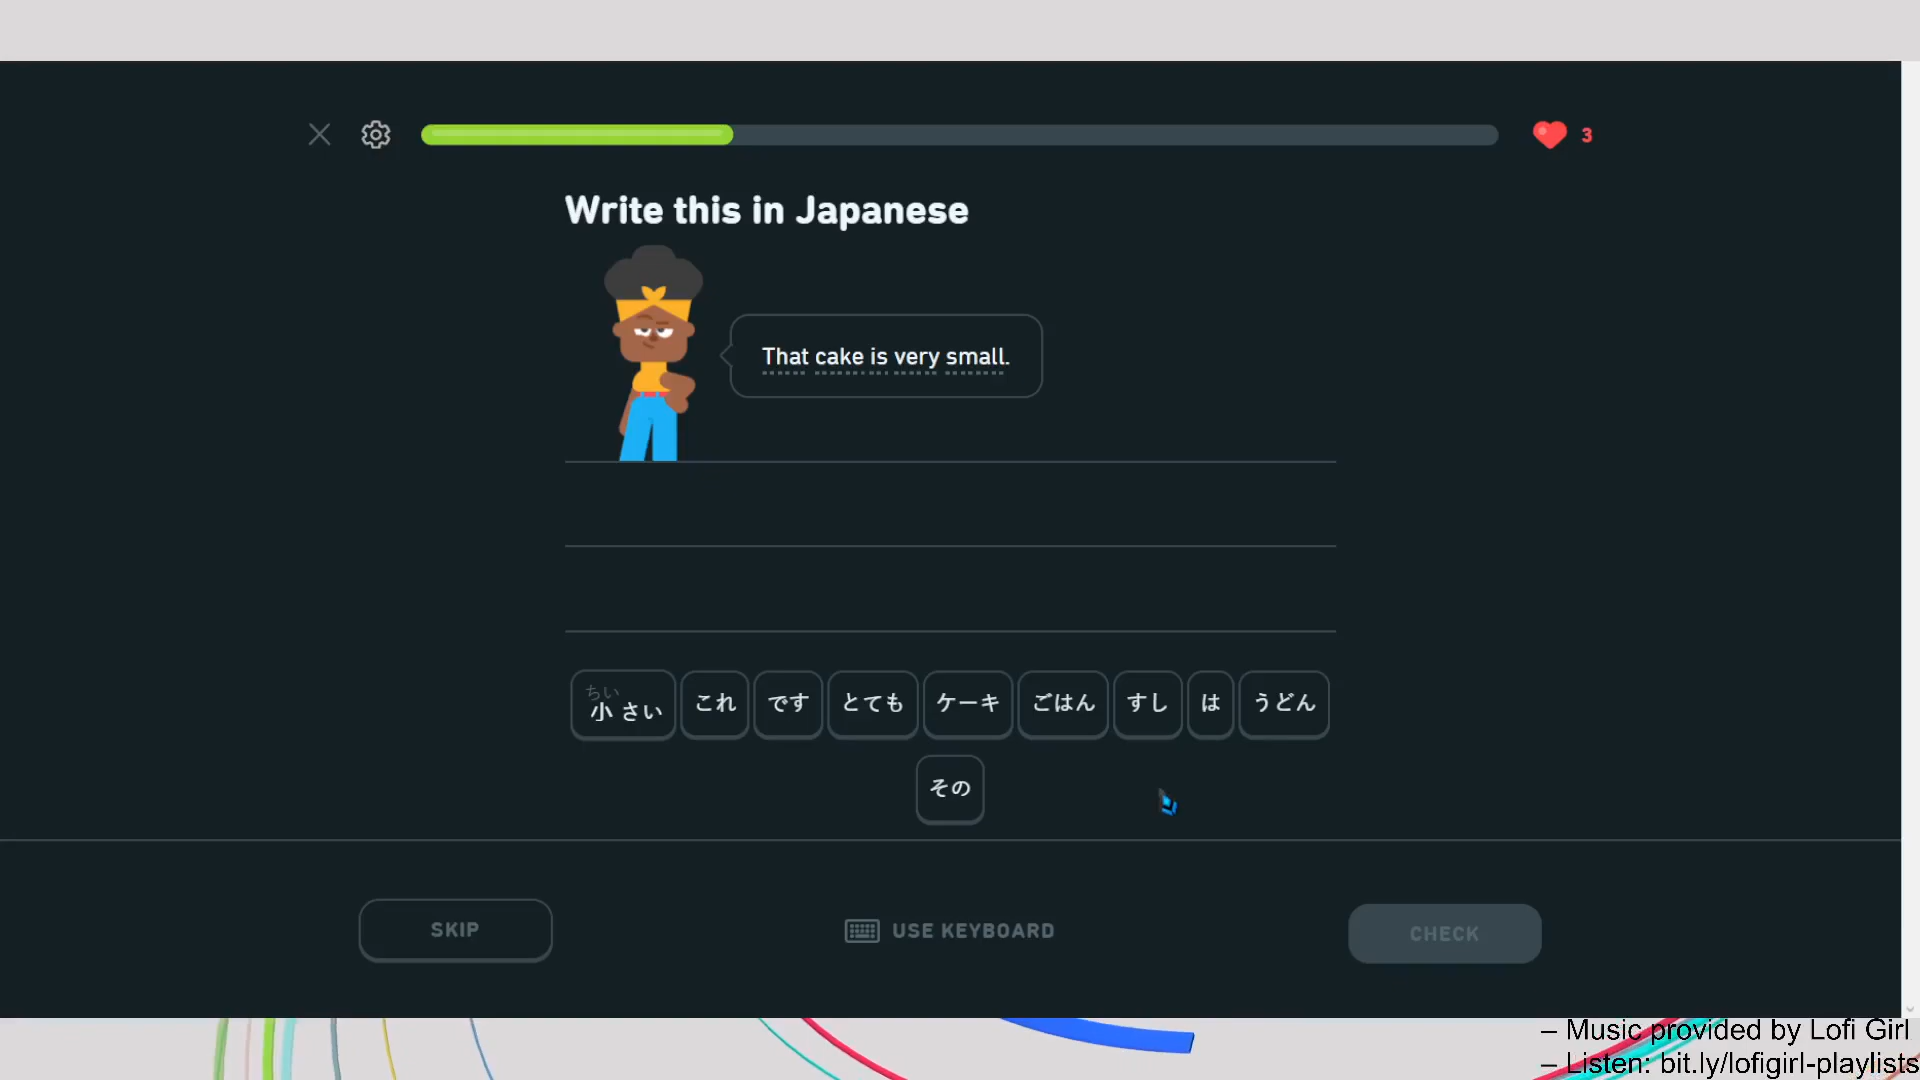 3
Write this in Japanese
That cake is very small.
ちい
小さい これ です とても ケーキ ごはん すし は うどん
その
SKIP USE KEYBOARD CHECK
– Music provided by Lofi Girl
– Listen: bit.ly/lofigirl-playlists